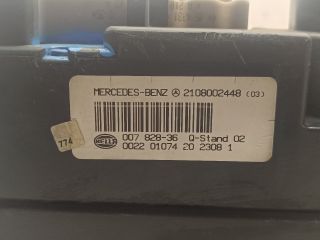 MERCEDES-BENZ 2108002448 (03)
007 828-36 Q-Stand 02
0022 01074 20 2308 1
HELLA
774